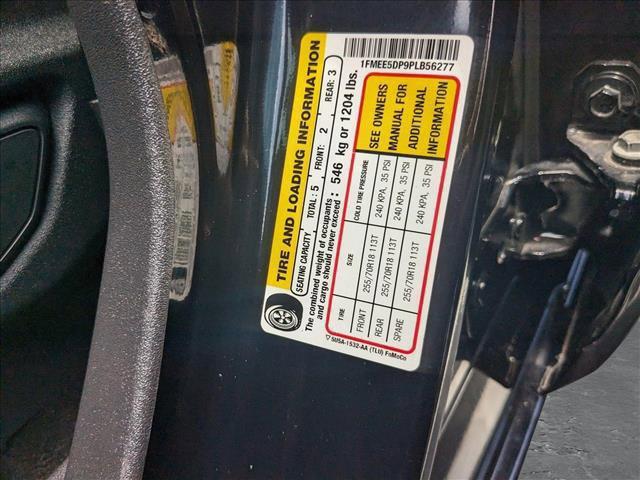 1FMEE5DP9PLB56277
TIRE AND LOADING INFORMATION
SEATING CAPACITY TOTAL: 5 FRONT: 2 REAR: 3
The combined weight of occupants and cargo should never exceed: 546 kg or 1204 lbs.
TIRE SIZE COLD TIRE PRESSURE
FRONT 255/70R18 113T 240 KPA, 35 PSI
REAR 255/70R18 113T 240 KPA, 35 PSI
SPARE 255/70R18 113T 240 KPA, 35 PSI
SEE OWNERS
MANUAL FOR
ADDITIONAL
INFORMATION
5U5A-1532-AA (TLU) FoMoCo